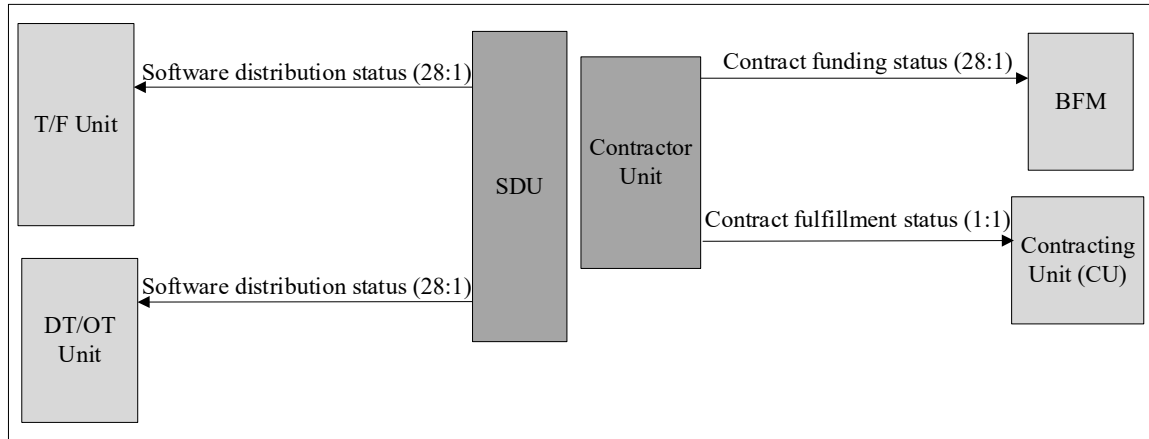 Software distribution status (28:1)
T/F Unit
Software distribution status (28:1)
DT/OT
Unit
SDU
Contractor
Unit
Contract funding status (28:1)
BFM
Contract fulfillment status (1:1)
Contracting
Unit (CU)